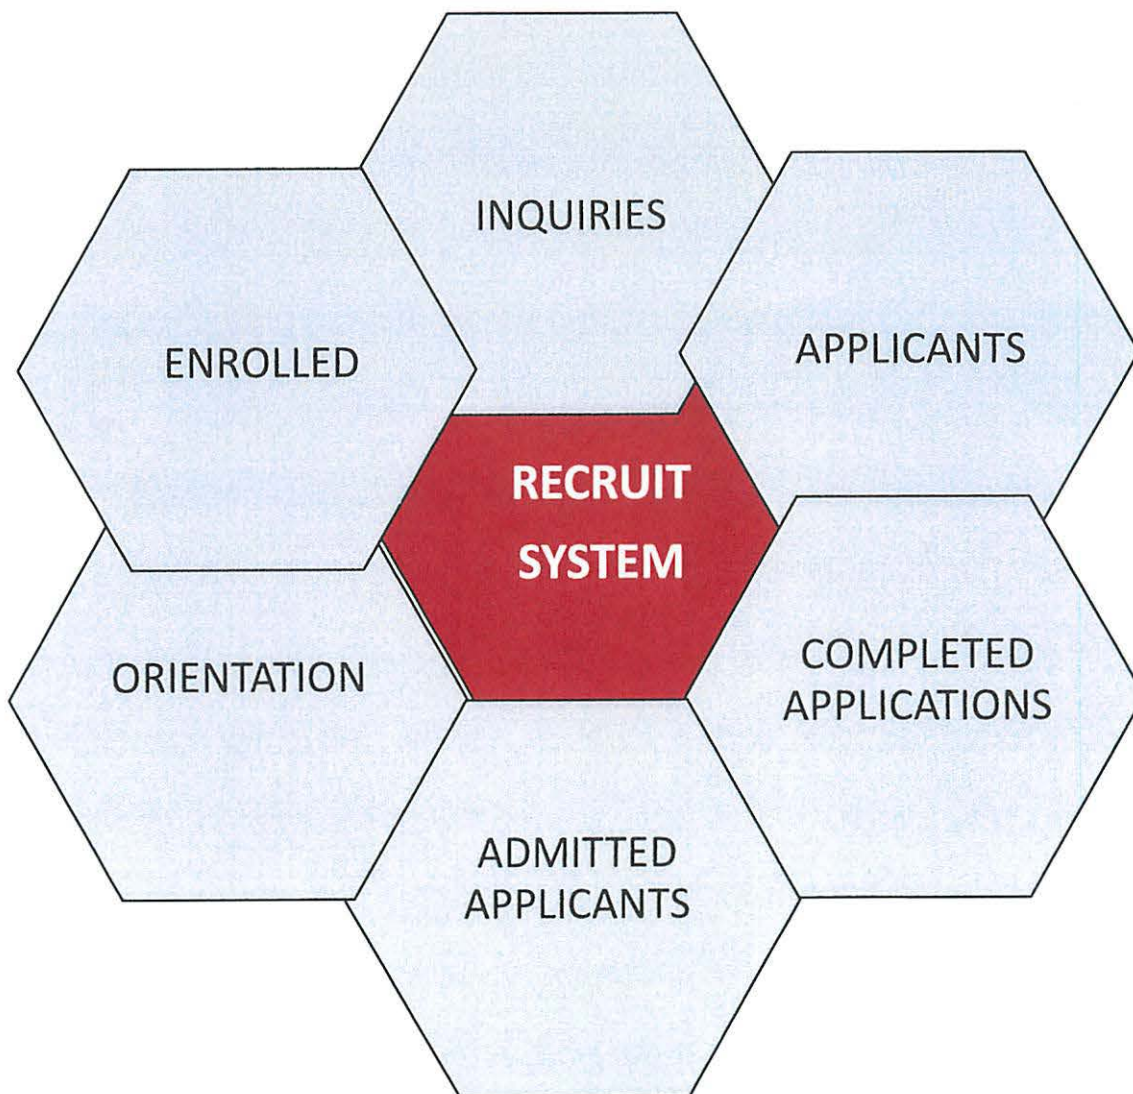 INQUIRIES
APPLICANTS
ENROLLED
RECRUIT
SYSTEM
COMPLETED
APPLICATIONS
ORIENTATION
ADMITTED
APPLICANTS